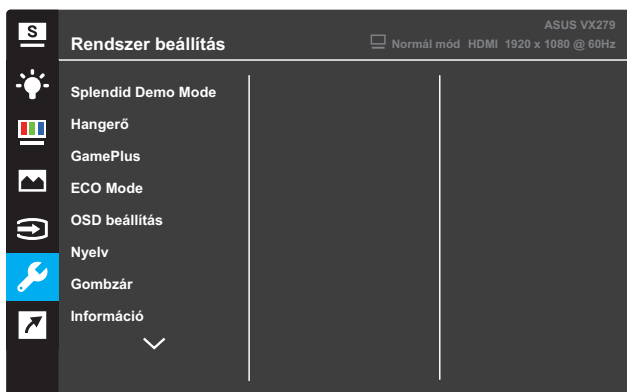 S
ASUS VX279
Rendszer beállítás
Normál mód HDMI 1920 x 1080 @ 60Hz
Splendid Demo Mode
Hangerő
GamePlus
ECO Mode
OSD beállítás
Nyelv
Gombzár
Információ